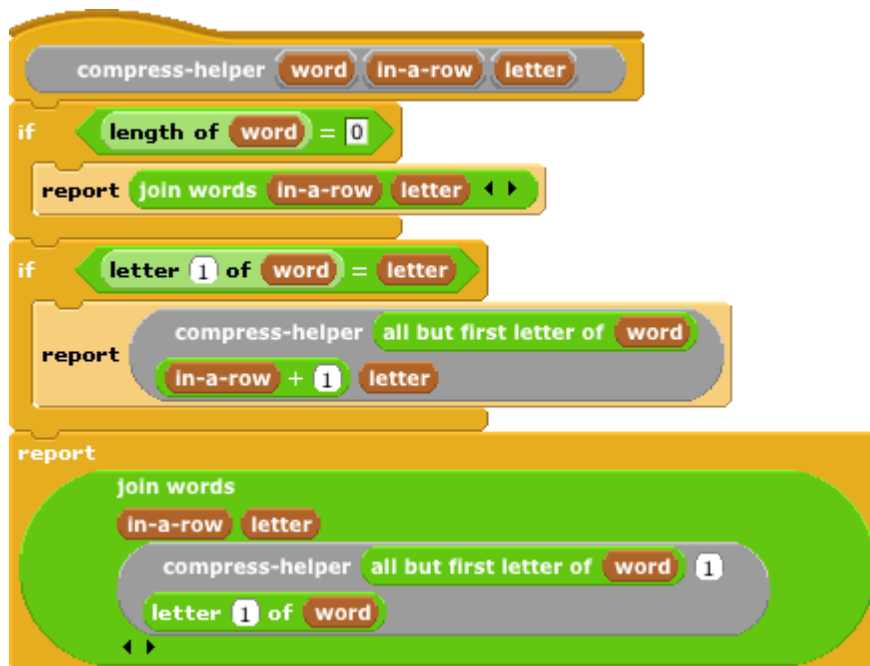 compress-helper word in-a-row letter
if length of word = 0
report join words in-a-row letter
if letter 1 of word = letter
compress-helper all but first letter of word
report
in-a-row + 1 letter
report
join words
in-a-row letter
compress-helper all but first letter of word 1
letter 1 of word